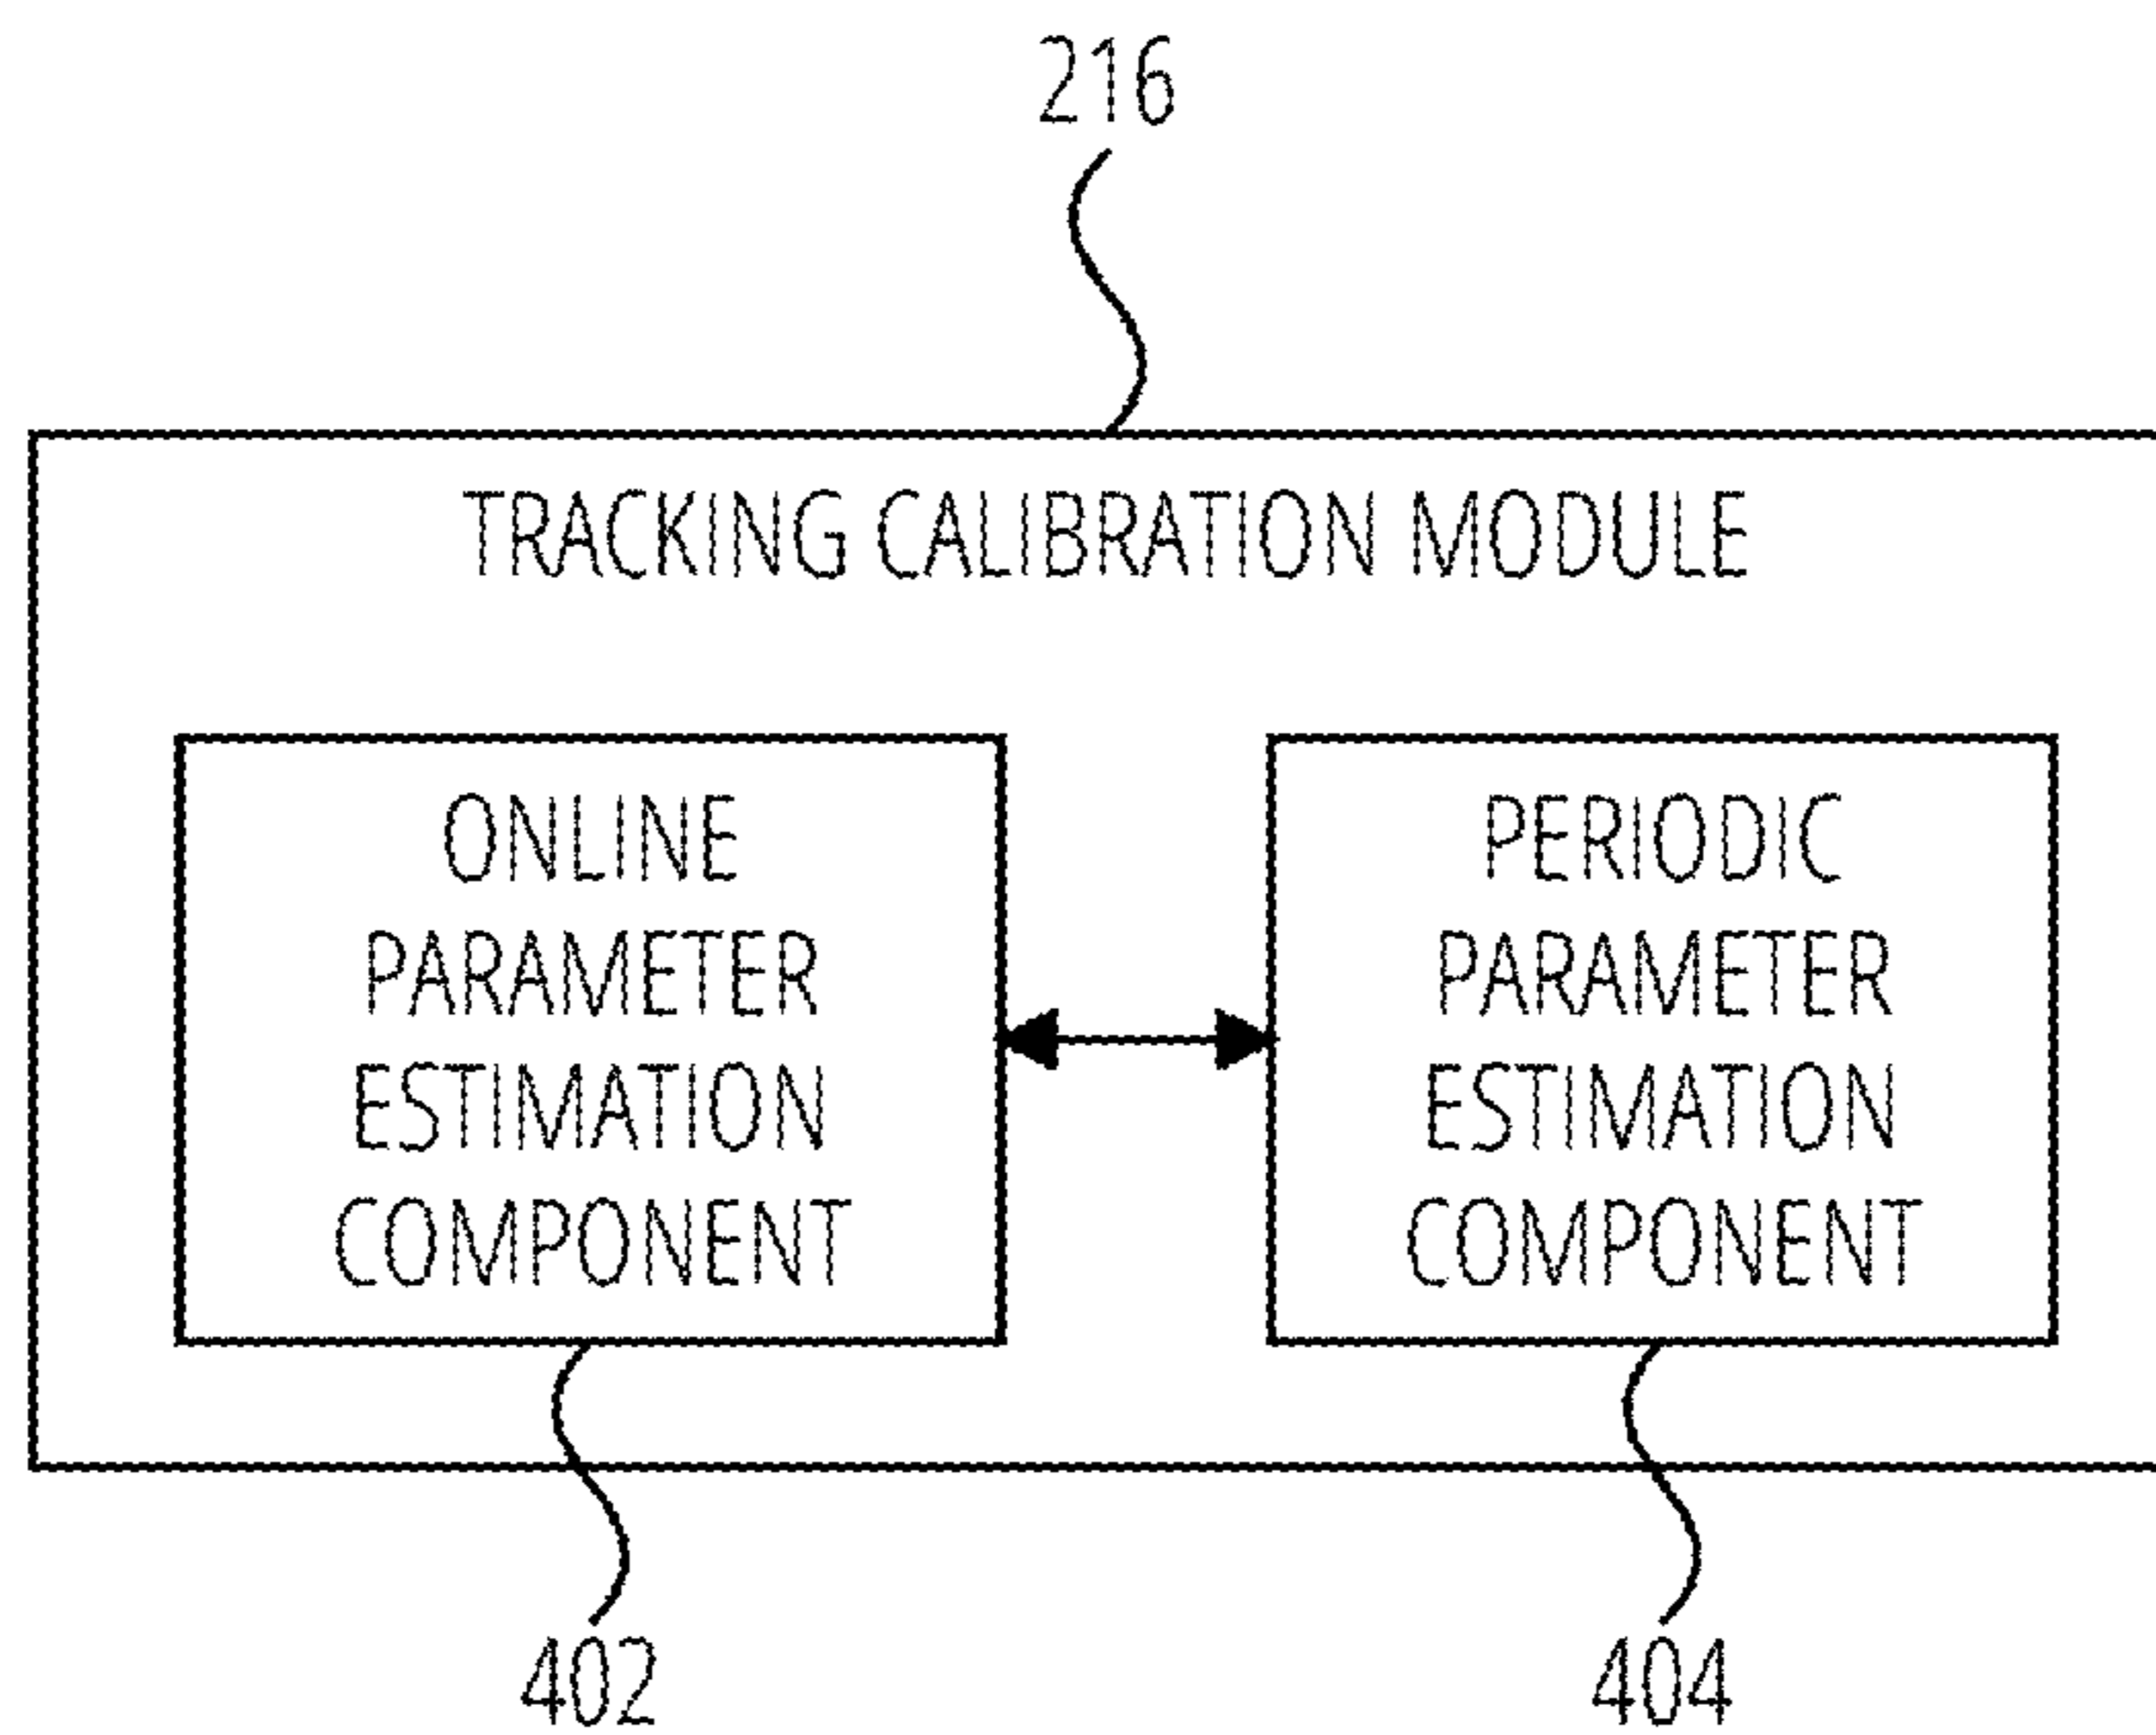 216
TRACKING CALIBRATION MODULE
ONLINE
PARAMETER
ESTIMATION
COMPONENT
PERIODIC
PARAMETER
ESTIMATION
COMPONENT
402
404